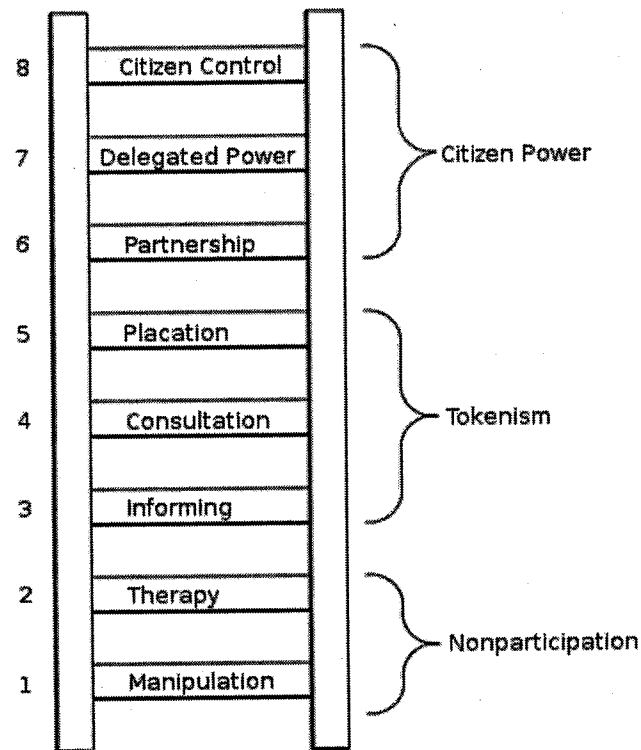 8 Citizen Control
7 Delegated Power
Citizen Power
6 Partnership
5 Placation
4 Consultation
Tokenism
3 Informing
2 Therapy
Nonparticipation
1 Manipulation